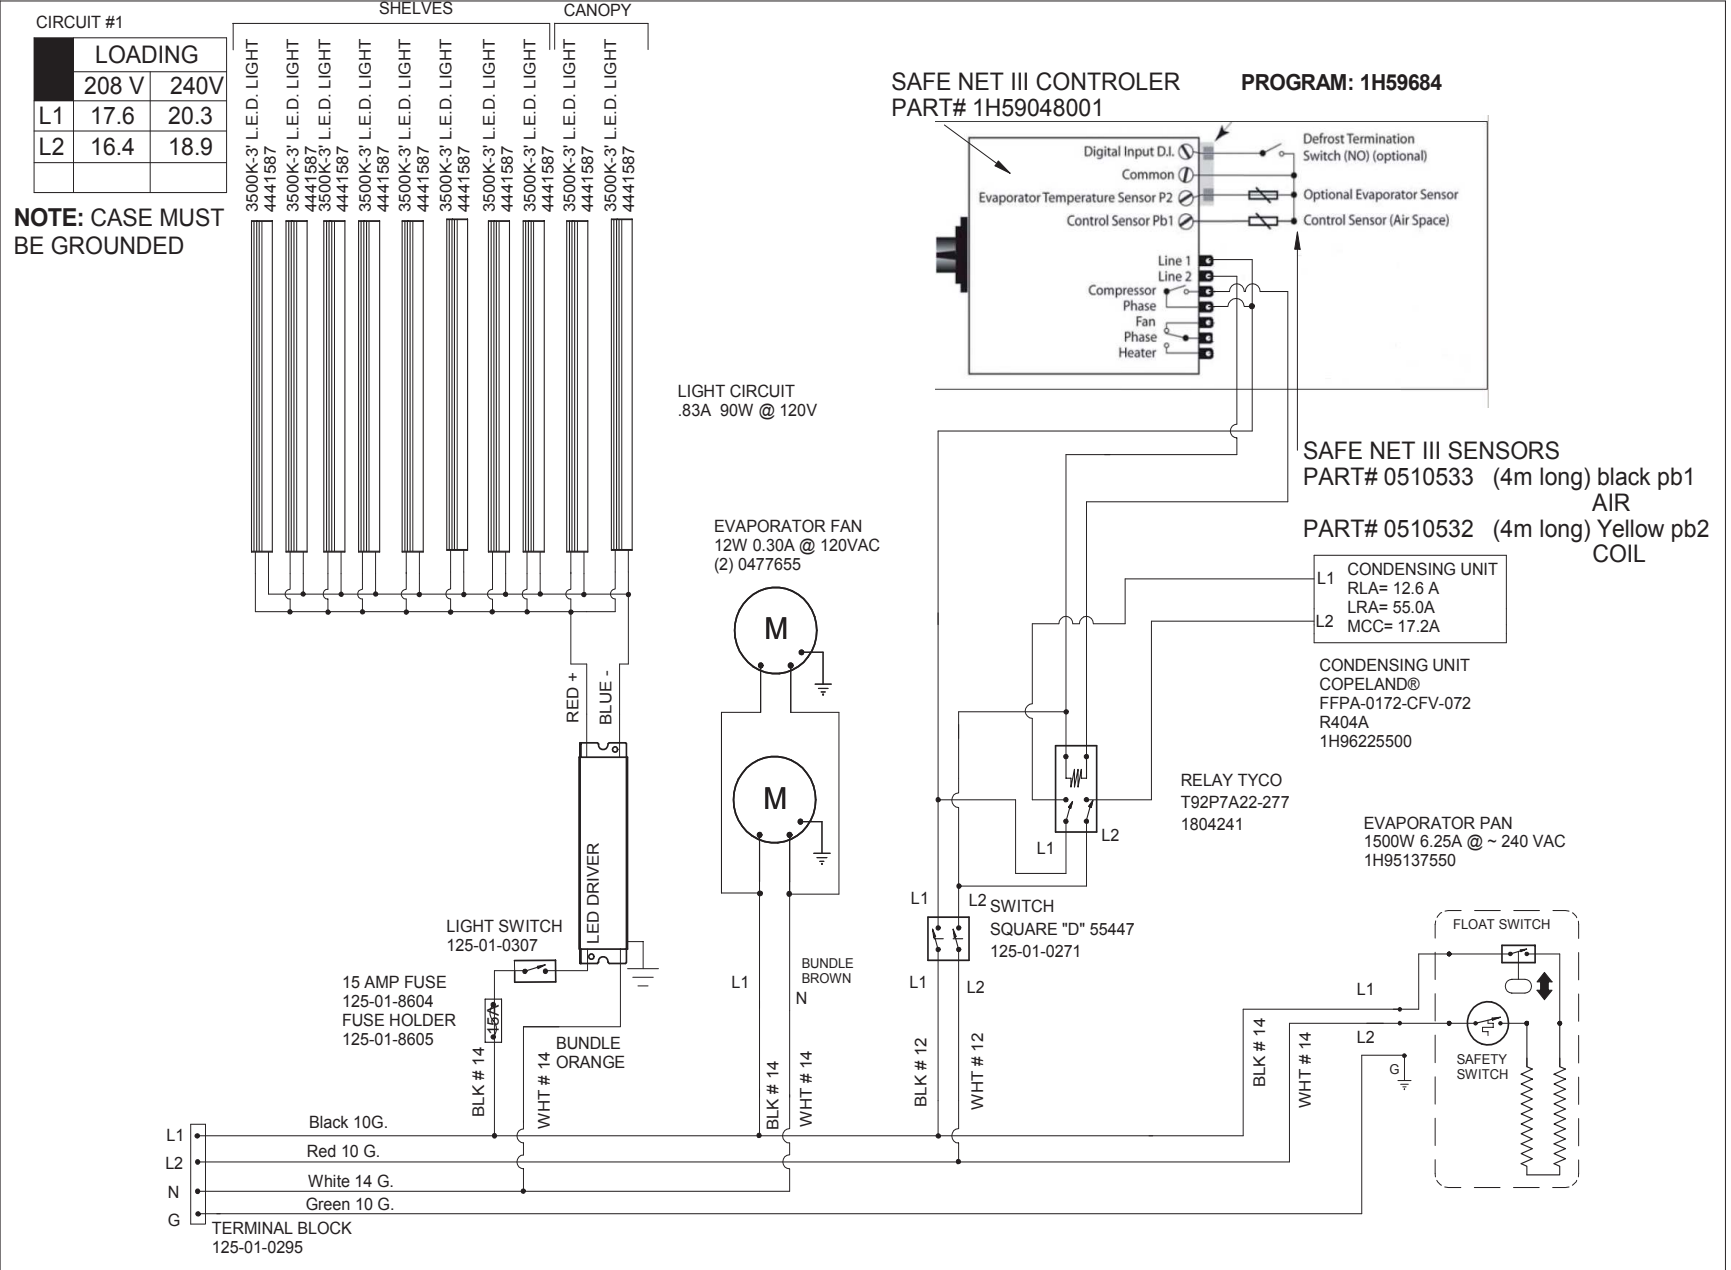 CIRCUIT #1
LOADING
208 V 240V
L1 17.6 20.3
L2 16.4 18.9
NOTE: CASE MUST
BE GROUNDED
SHELVES
CANOPY
3500K-3' L.E.D. LIGHT
4441587
3500K-3' L.E.D. LIGHT
4441587
3500K-3' L.E.D. LIGHT
4441587
3500K-3' L.E.D. LIGHT
4441587
3500K-3' L.E.D. LIGHT
4441587
3500K-3' L.E.D. LIGHT
4441587
3500K-3' L.E.D. LIGHT
4441587
3500K-3' L.E.D. LIGHT
4441587
3500K-3' L.E.D. LIGHT
4441587
3500K-3' L.E.D. LIGHT
4441587
SAFE NET III CONTROLER
PART# 1H59048001
PROGRAM: 1H59684
Digital Input D.I.
Common
Evaporator Temperature Sensor P2
Control Sensor Pb1
Line 1
Line 2
Compressor
Phase
Fan
Phase
Heater
Defrost Termination
Switch (NO) (optional)
Optional Evaporator Sensor
Control Sensor (Air Space)
LIGHT CIRCUIT
.83A 90W @ 120V
SAFE NET III SENSORS
PART# 0510533 (4m long) black pb1
AIR
PART# 0510532 (4m long) Yellow pb2
COIL
EVAPORATOR FAN
12W 0.30A @ 120VAC
(2) 0477655
M
M
L1
L2
CONDENSING UNIT
RLA= 12.6 A
LRA= 55.0A
MCC= 17.2A
CONDENSING UNIT
COPELAND®
FFPA-0172-CFV-072
R404A
1H96225500
RED +
BLUE -
LED DRIVER
RELAY TYCO
T92P7A22-277
1804241
L1
L2
EVAPORATOR PAN
1500W 6.25A @ ~ 240 VAC
1H95137550
LIGHT SWITCH
125-01-0307
15 AMP FUSE
125-01-8604
FUSE HOLDER
125-01-8605
15A
BUNDLE
ORANGE
BLK # 14
WHT # 14
L1
N
BUNDLE
BROWN
BLK # 14
WHT # 14
L1
L2
SWITCH
SQUARE "D" 55447
125-01-0271
L1
L2
BLK # 12
WHT # 12
FLOAT SWITCH
SAFETY
SWITCH
L1
L2
G
BLK # 14
WHT # 14
L1
L2
N
G
Black 10G.
Red 10 G.
White 14 G.
Green 10 G.
TERMINAL BLOCK
125-01-0295